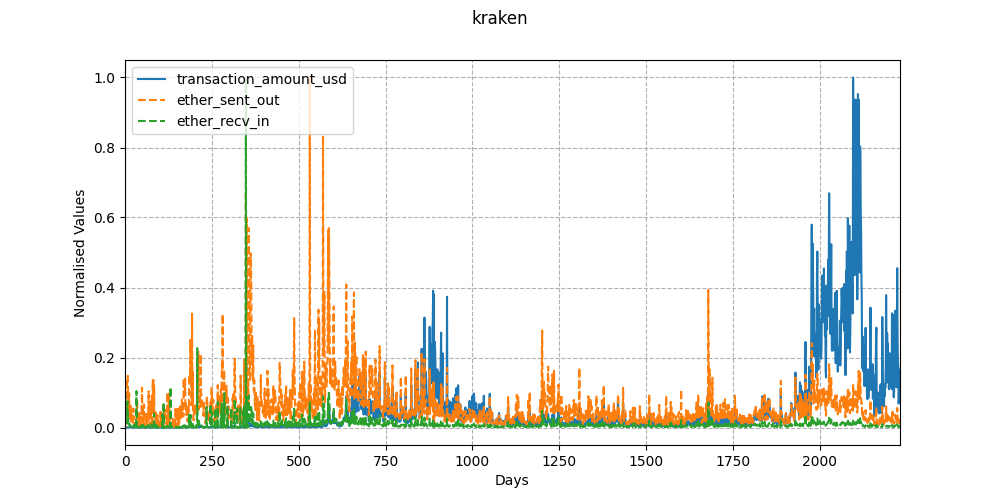 kraken
transaction_amount_usd
ether_sent_out
ether_recv_in
1.0
0.8
0.6
0.4
0.2
0.0
Normalised Values
0 250 500 750 1000 1250 1500 1750 2000
Days